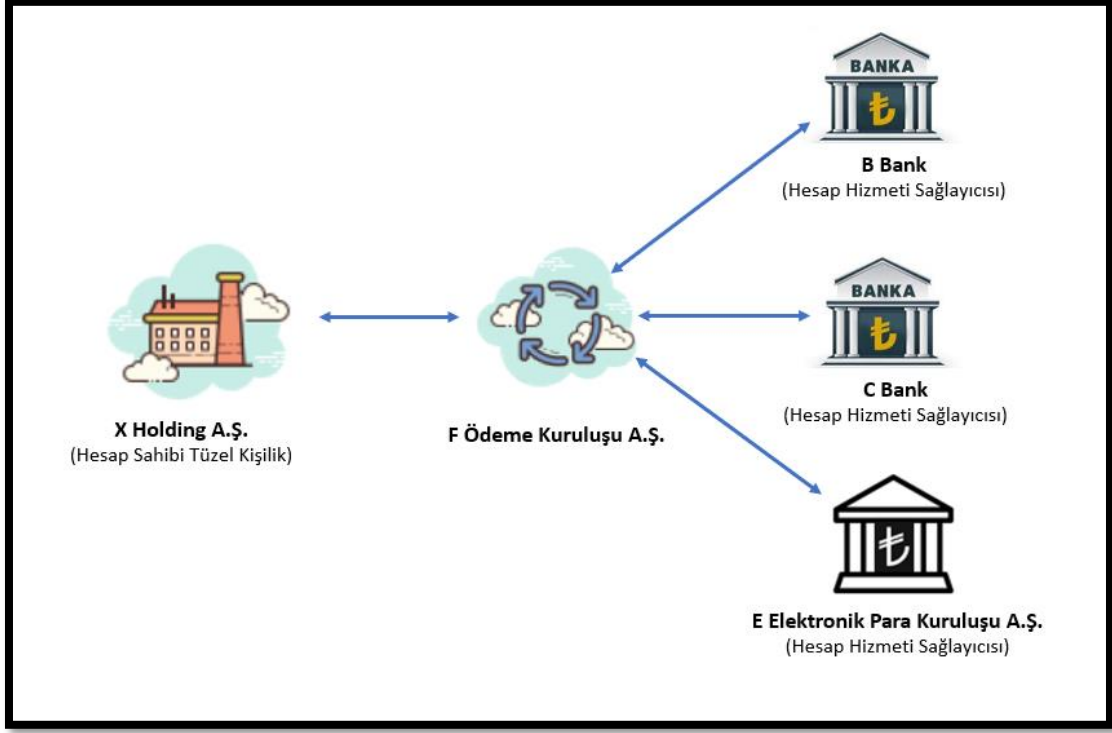 BANKA
B Bank
(Hesap Hizmeti Sağlayıcısı)
BANKA
C Bank
(Hesap Hizmeti Sağlayıcısı)
X Holding A.Ş.
(Hesap Sahibi Tüzel Kişilik)
F Ödeme Kuruluşu A.Ş.
E Elektronik Para Kuruluşu A.Ş.
(Hesap Hizmeti Sağlayıcısı)